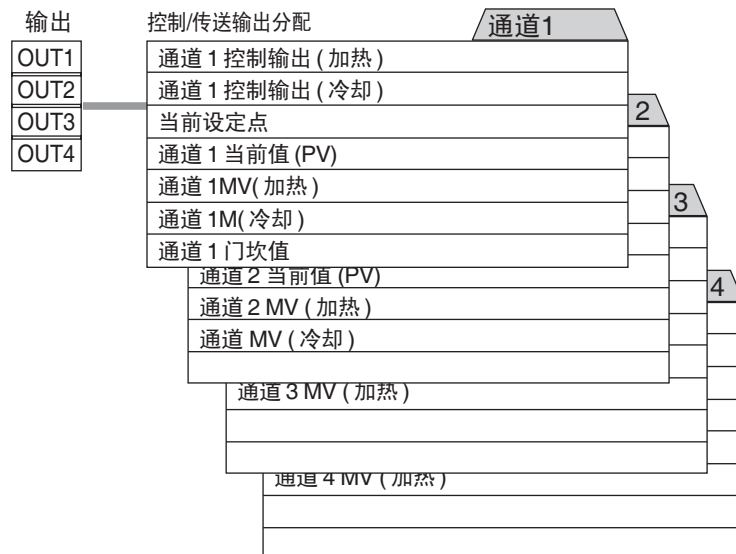 输出
控制/传送输出分配
通道1
OUT1
OUT2
OUT3
OUT4
通道 1 控制输出 ( 加热 )
通道 1 控制输出 ( 冷却 )
当前设定点
通道 1 当前值 (PV)
通道 1MV( 加热 )
通道 1M( 冷却 )
通道 1 门坎值
2
通道 2 当前值 (PV)
通道 2 MV ( 加热 )
通道 MV ( 冷却 )
3
通道 3 MV ( 加热 )
4
通道 4 MV ( 加热 )